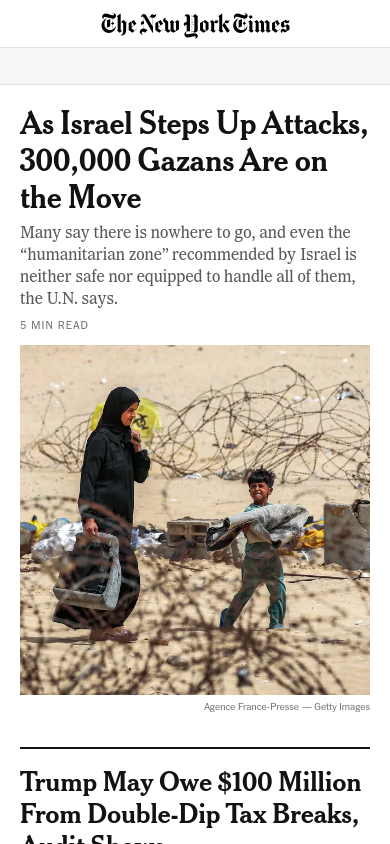 The New York Times
As Israel Steps Up Attacks,
300,000 Gazans Are on
the Move
Many say there is nowhere to go, and even the
“humanitarian zone” recommended by Israel is
neither safe nor equipped to handle all of them,
the U.N. says.
5 MIN READ
Agence France-Presse — Getty Images
Trump May Owe $100 Million
From Double-Dip Tax Breaks,
Audit Shows